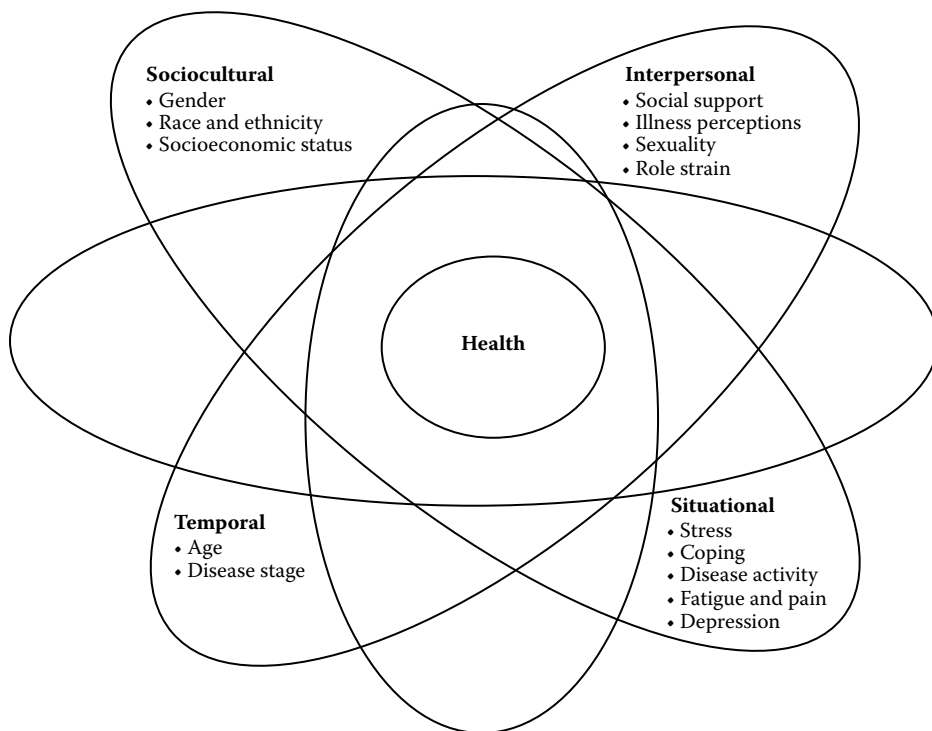 Sociocultural
• Gender
• Race and ethnicity
• Socioeconomic status
Interpersonal
• Social support
• Illness perceptions
• Sexuality
• Role strain
Health
Temporal
• Age
• Disease stage
Situational
• Stress
• Coping
• Disease activity
• Fatigue and pain
• Depression